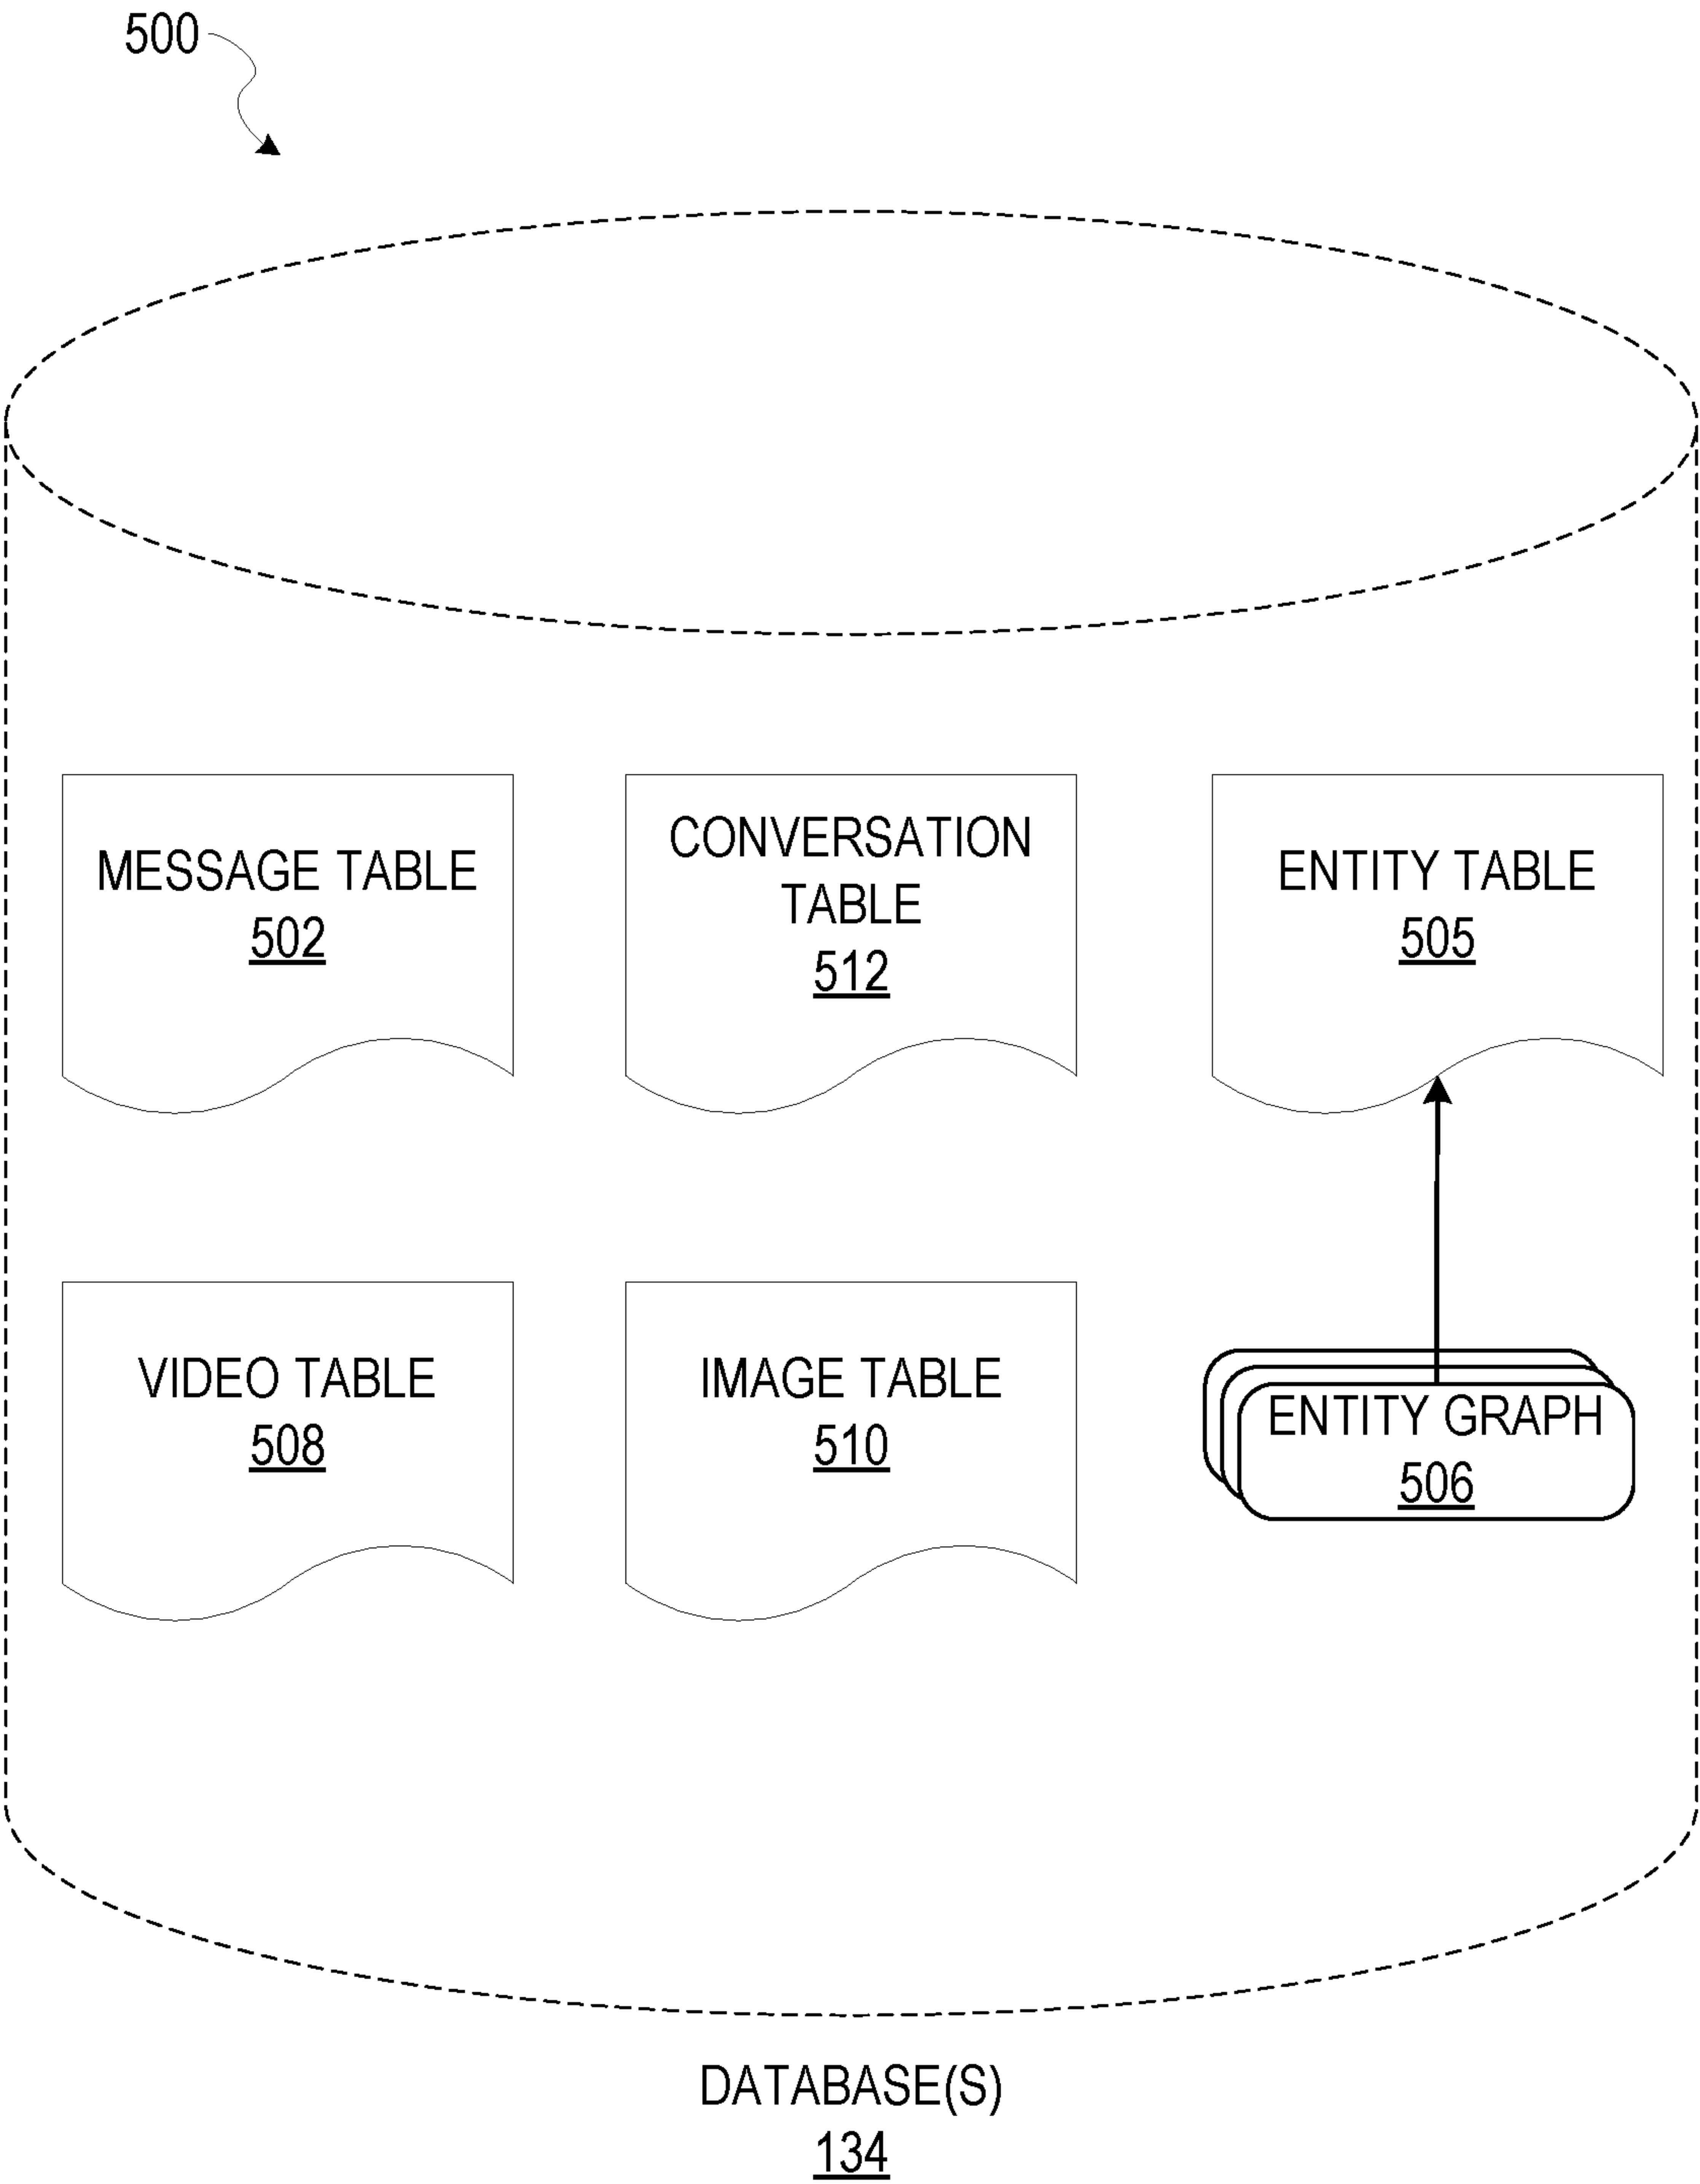 500
MESSAGE TABLE
502
CONVERSATION
TABLE
512
ENTITY TABLE
505
VIDEO TABLE
508
IMAGE TABLE
510
ENTITY GRAPH
506
DATABASE(S)
134